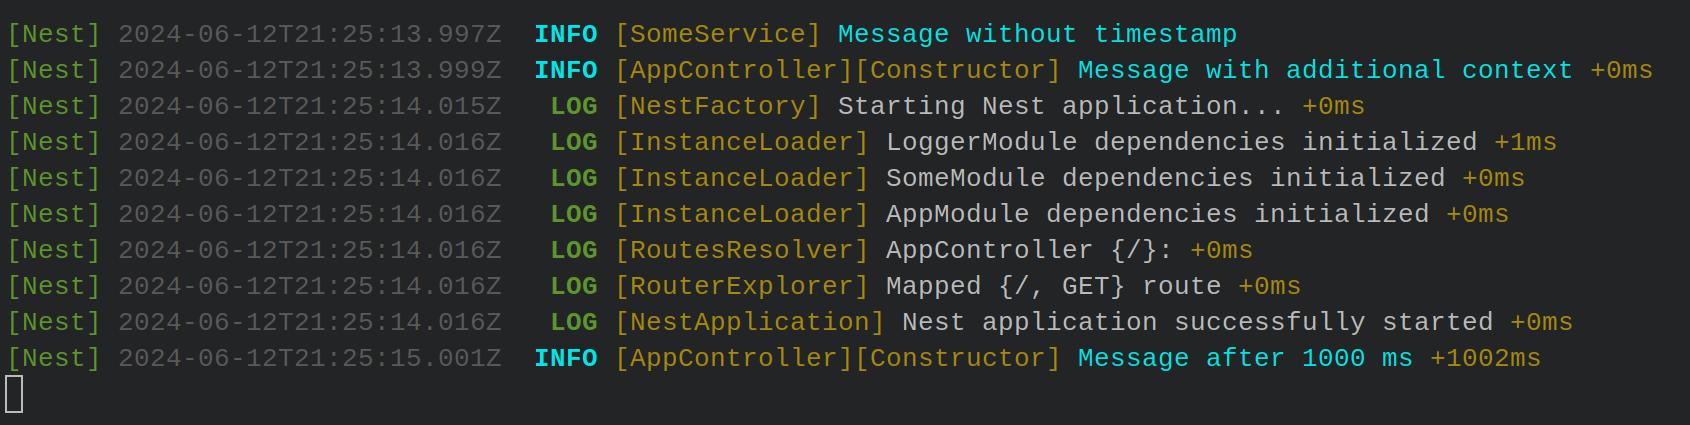 [Nest] 2024-06-12T21:25:13.997Z  INFO [SomeService] Message without timestamp
[Nest] 2024-06-12T21:25:13.999Z  INFO [AppController][Constructor] Message with additional context +0ms
[Nest] 2024-06-12T21:25:14.015Z   LOG [NestFactory] Starting Nest application... +0ms
[Nest] 2024-06-12T21:25:14.016Z   LOG [InstanceLoader] LoggerModule dependencies initialized +1ms
[Nest] 2024-06-12T21:25:14.016Z   LOG [InstanceLoader] SomeModule dependencies initialized +0ms
[Nest] 2024-06-12T21:25:14.016Z   LOG [InstanceLoader] AppModule dependencies initialized +0ms
[Nest] 2024-06-12T21:25:14.016Z   LOG [RoutesResolver] AppController {/}: +0ms
[Nest] 2024-06-12T21:25:14.016Z   LOG [RouterExplorer] Mapped {/, GET} route +0ms
[Nest] 2024-06-12T21:25:14.016Z   LOG [NestApplication] Nest application successfully started +0ms
[Nest] 2024-06-12T21:25:15.001Z  INFO [AppController][Constructor] Message after 1000 ms +1002ms